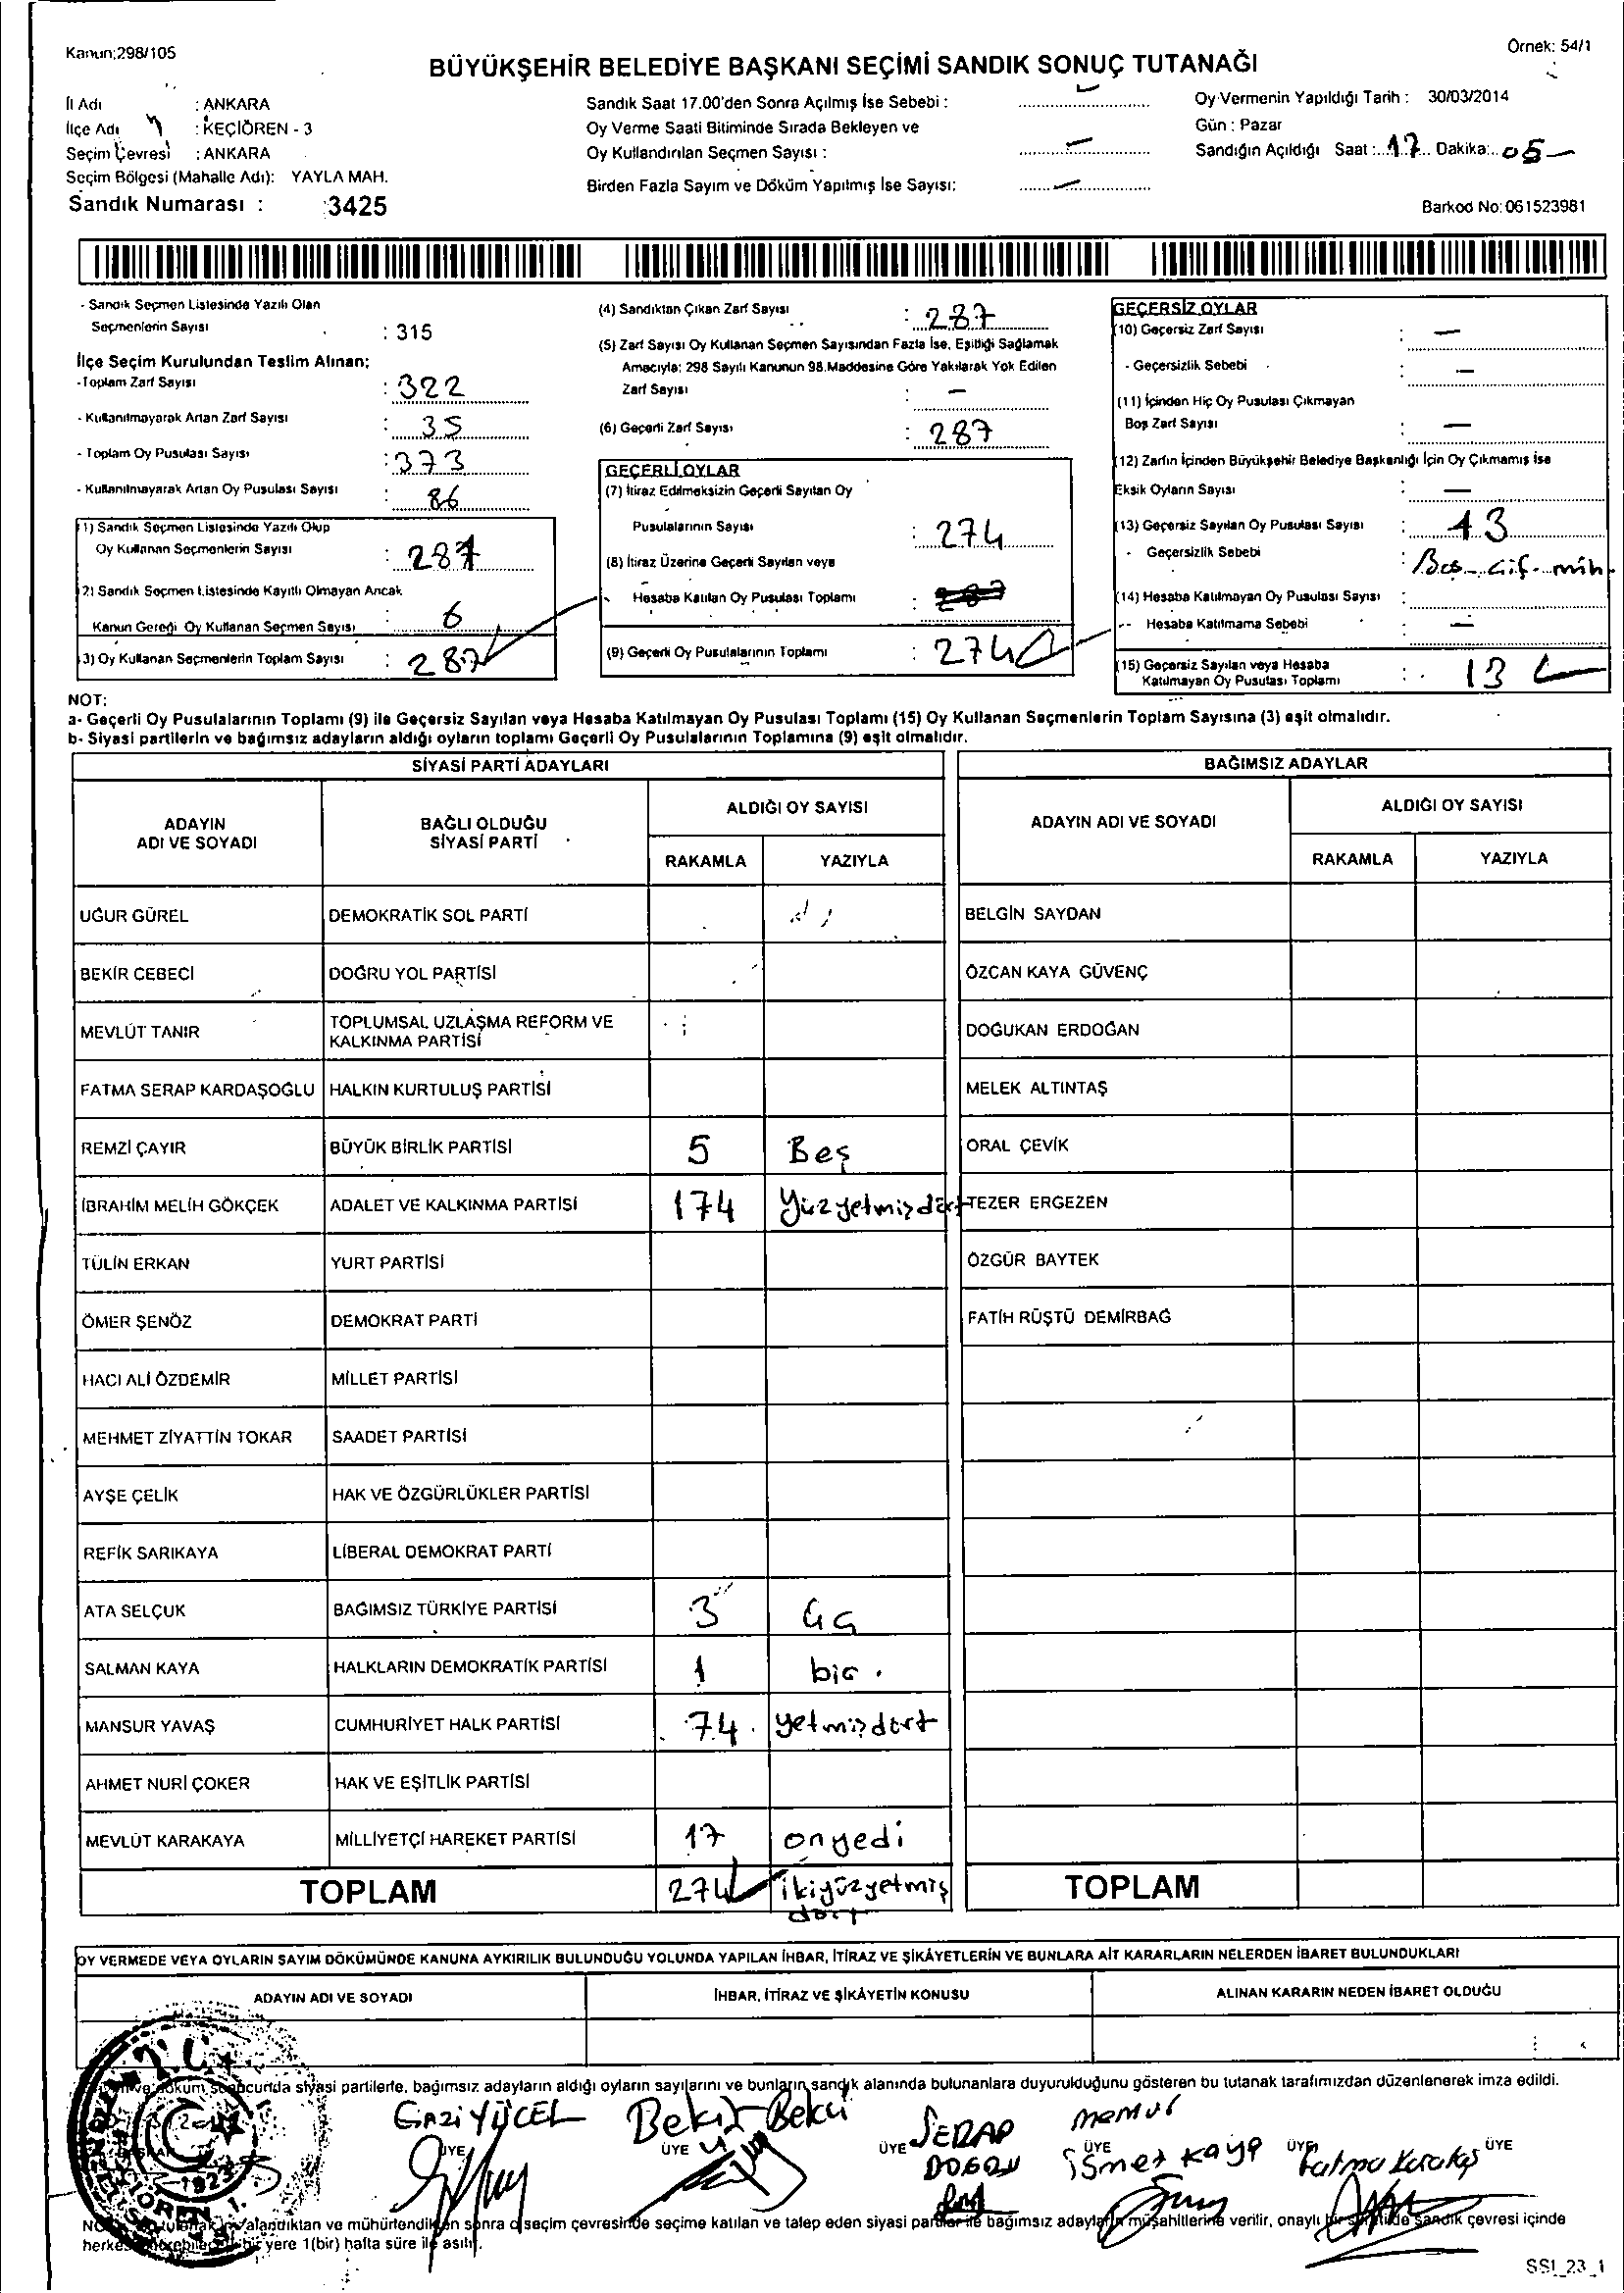 Kanun:298/105
Örnek: 54/1
BÜYÜKŞEHİR BELEDİYE BAŞKANI SEÇİMİ SANDIK SONUÇ TUTANAĞI
İl Adı : ANKARA
İlçe Adı : KEÇİÖREN - 3
Seçim Çevresi : ANKARA
Seçim Bölgesi (Mahalle Adı): YAYLA MAH.
Sandık Numarası : 3425
Sandık Saat 17.00'den Sonra Açılmış İse Sebebi : —
Oy Verme Saati Bitiminde Sırada Bekleyen ve
Oy Kullandırılan Seçmen Sayısı : —
Birden Fazla Sayım ve Döküm Yapılmış İse Sayısı: —
Oy Vermenin Yapıldığı Tarih : 30/03/2014
Gün : Pazar
Sandığın Açıldığı Saat : 17 Dakika: 05
Barkod No: 061523981
- Sandık Seçmen Listesinde Yazılı Olan
Seçmenlerin Sayısı : 315
İlçe Seçim Kurulundan Teslim Alınan;
-Toplam Zarf Sayısı : 322
- Kullanılmayarak Artan Zarf Sayısı : 35
- Toplam Oy Pusulası Sayısı : 373
- Kullanılmayarak Artan Oy Pusulası Sayısı : 86
1) Sandık Seçmen Listesinde Yazılı Olup
Oy Kullanan Seçmenlerin Sayısı : 287
2) Sandık Seçmen Listesinde Kayıtlı Olmayan Ancak
Kanun Gereği Oy Kullanan Seçmen Sayısı : 6
3) Oy Kullanan Seçmenlerin Toplam Sayısı : 287
(4) Sandıktan Çıkan Zarf Sayısı : 287
(5) Zarf Sayısı Oy Kullanan Seçmen Sayısından Fazla İse, Eşitliği Sağlamak
Amacıyla; 298 Sayılı Kanunun 98.Maddesine Göre Yakılarak Yok Edilen
Zarf Sayısı : —
(6) Geçerli Zarf Sayısı : 287
GEÇERLİ OYLAR
(7) İtiraz Edilmeksizin Geçerli Sayılan Oy
Pusulalarının Sayısı : 274
(8) İtiraz Üzerine Geçerli Sayılan veya
Hesaba Katılan Oy Pusulası Toplamı :
(9) Geçerli Oy Pusulalarının Toplamı : 274
GEÇERSİZ OYLAR
(10) Geçersiz Zarf Sayısı : —
- Geçersizlik Sebebi : —
(11) İçinden Hiç Oy Pusulası Çıkmayan
Boş Zarf Sayısı : —
(12) Zarfın İçinden Büyükşehir Belediye Başkanlığı İçin Oy Çıkmamış İse
Eksik Oyların Sayısı : —
(13) Geçersiz Sayılan Oy Pusulası Sayısı : 13
- Geçersizlik Sebebi : Boş - Çif. müh
(14) Hesaba Katılmayan Oy Pusulası Sayısı :
-- Hesaba Katılmama Sebebi : —
(15) Geçersiz Sayılan veya Hesaba
Katılmayan Oy Pusulası Toplamı : 13
NOT:
a- Geçerli Oy Pusulalarının Toplamı (9) ile Geçersiz Sayılan veya Hesaba Katılmayan Oy Pusulası Toplamı (15) Oy Kullanan Seçmenlerin Toplam Sayısına (3) eşit olmalıdır.
b- Siyasi partilerin ve bağımsız adayların aldığı oyların toplamı Geçerli Oy Pusulalarının Toplamına (9) eşit olmalıdır.
SİYASİ PARTİ ADAYLARI
ADAYIN
ADI VE SOYADI
BAĞLI OLDUĞU
SİYASİ PARTİ
ALDIĞI OY SAYISI
RAKAMLA YAZIYLA
UĞUR GÜREL DEMOKRATİK SOL PARTİ
BEKİR CEBECİ DOĞRU YOL PARTİSİ
MEVLÜT TANIR TOPLUMSAL UZLAŞMA REFORM VE
KALKINMA PARTİSİ
FATMA SERAP KARDAŞOĞLU HALKIN KURTULUŞ PARTİSİ
REMZİ ÇAYIR BÜYÜK BİRLİK PARTİSİ 5 Beş
İBRAHİM MELİH GÖKÇEK ADALET VE KALKINMA PARTİSİ 174 Yüzyetmişdört
TÜLİN ERKAN YURT PARTİSİ
ÖMER ŞENÖZ DEMOKRAT PARTİ
HACI ALİ ÖZDEMİR MİLLET PARTİSİ
MEHMET ZİYATTİN TOKAR SAADET PARTİSİ
AYŞE ÇELİK HAK VE ÖZGÜRLÜKLER PARTİSİ
REFİK SARIKAYA LİBERAL DEMOKRAT PARTİ
ATA SELÇUK BAĞIMSIZ TÜRKİYE PARTİSİ 3 üç
SALMAN KAYA HALKLARIN DEMOKRATİK PARTİSİ 1 bir .
MANSUR YAVAŞ CUMHURİYET HALK PARTİSİ 74 yetmişdört
AHMET NURİ ÇOKER HAK VE EŞİTLİK PARTİSİ
MEVLÜT KARAKAYA MİLLİYETÇİ HAREKET PARTİSİ 17 onyedi
TOPLAM 274 ikiyüzyetmiş
dört
BAĞIMSIZ ADAYLAR
ADAYIN ADI VE SOYADI
ALDIĞI OY SAYISI
RAKAMLA YAZIYLA
BELGİN SAYDAN
ÖZCAN KAYA GÜVENÇ
DOĞUKAN ERDOĞAN
MELEK ALTINTAŞ
ORAL ÇEVİK
TEZER ERGEZEN
ÖZGÜR BAYTEK
FATİH RÜŞTÜ DEMİRBAĞ
TOPLAM
OY VERMEDE VEYA OYLARIN SAYIM DÖKÜMÜNDE KANUNA AYKIRILIK BULUNDUĞU YOLUNDA YAPILAN İHBAR, İTİRAZ VE ŞİKÂYETLERİN VE BUNLARA AİT KARARLARIN NELERDEN İBARET BULUNDUKLARI
ADAYIN ADI VE SOYADI
İHBAR, İTİRAZ VE ŞİKÂYETİN KONUSU
ALINAN KARARIN NEDEN İBARET OLDUĞU
T.C.
siyasi partilerle, bağımsız adayların aldığı oyların sayılarını ve bunların sandık alanında bulunanlara duyurulduğunu gösteren bu tutanak tarafımızdan düzenlenerek imza edildi.
GAZİ YÜCEL Bekir Bekçi SERAP DOĞAN memur İsmet Kaya Fatma Karakaş
ÜYE ÜYE ÜYE ÜYE ÜYE ÜYE
1923
onaylandıktan ve mühürlendikten sonra o seçim çevresinde seçime katılan ve talep eden siyasi partiler ile bağımsız adayların müşahitlerine verilir, onaylı bir sureti de sandık çevresi içinde
bir yere 1(bir) hafta süre ile asılır.
SSI_23_1